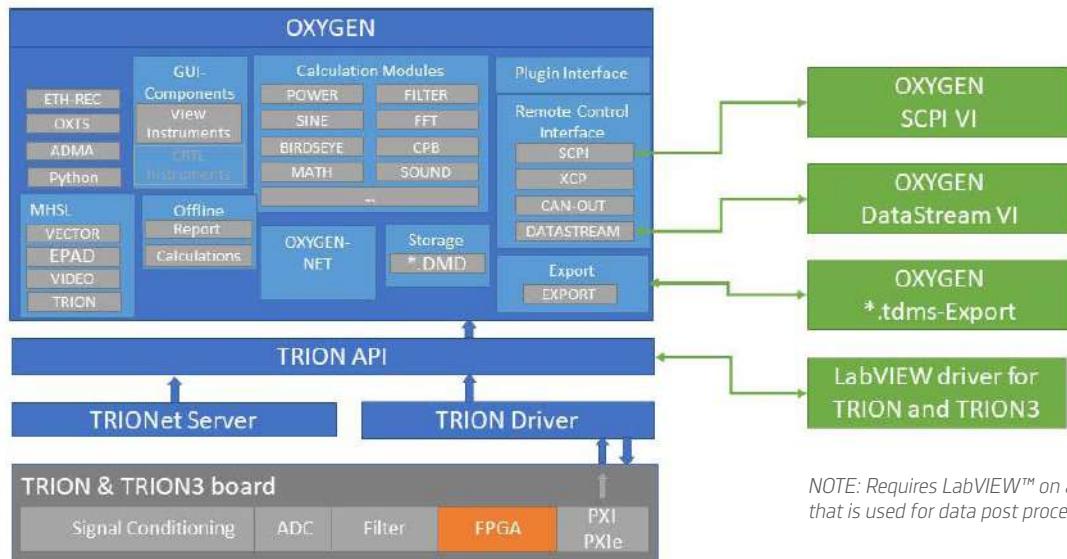 OXYGEN
ETH-REC
OXTS
ADMA
Python
GUI-
Components
View
Instruments
CRTL
Instruments
Calculation Modules
POWER
FILTER
SINE
FFT
BIRDSEYE
CPB
MATH
SOUND
...
Plugin Interface
Remote Control
Interface
SCPI
XCP
CAN-OUT
DATASTREAM
MHSL
VECTOR
EPAD
VIDEO
TRION
Offline
Report
Calculations
OXYGEN-
NET
Storage
*.DMD
Export
EXPORT
OXYGEN
SCPI VI
OXYGEN
DataStream VI
OXYGEN
*.tdms-Export
LabVIEW driver for
TRION and TRION3
TRION API
TRIONet Server
TRION Driver
TRION & TRION3 board
Signal Conditioning
ADC
Filter
FPGA
PXI
PXIe
NOTE: Requires LabVIEW™ on
that is used for data post